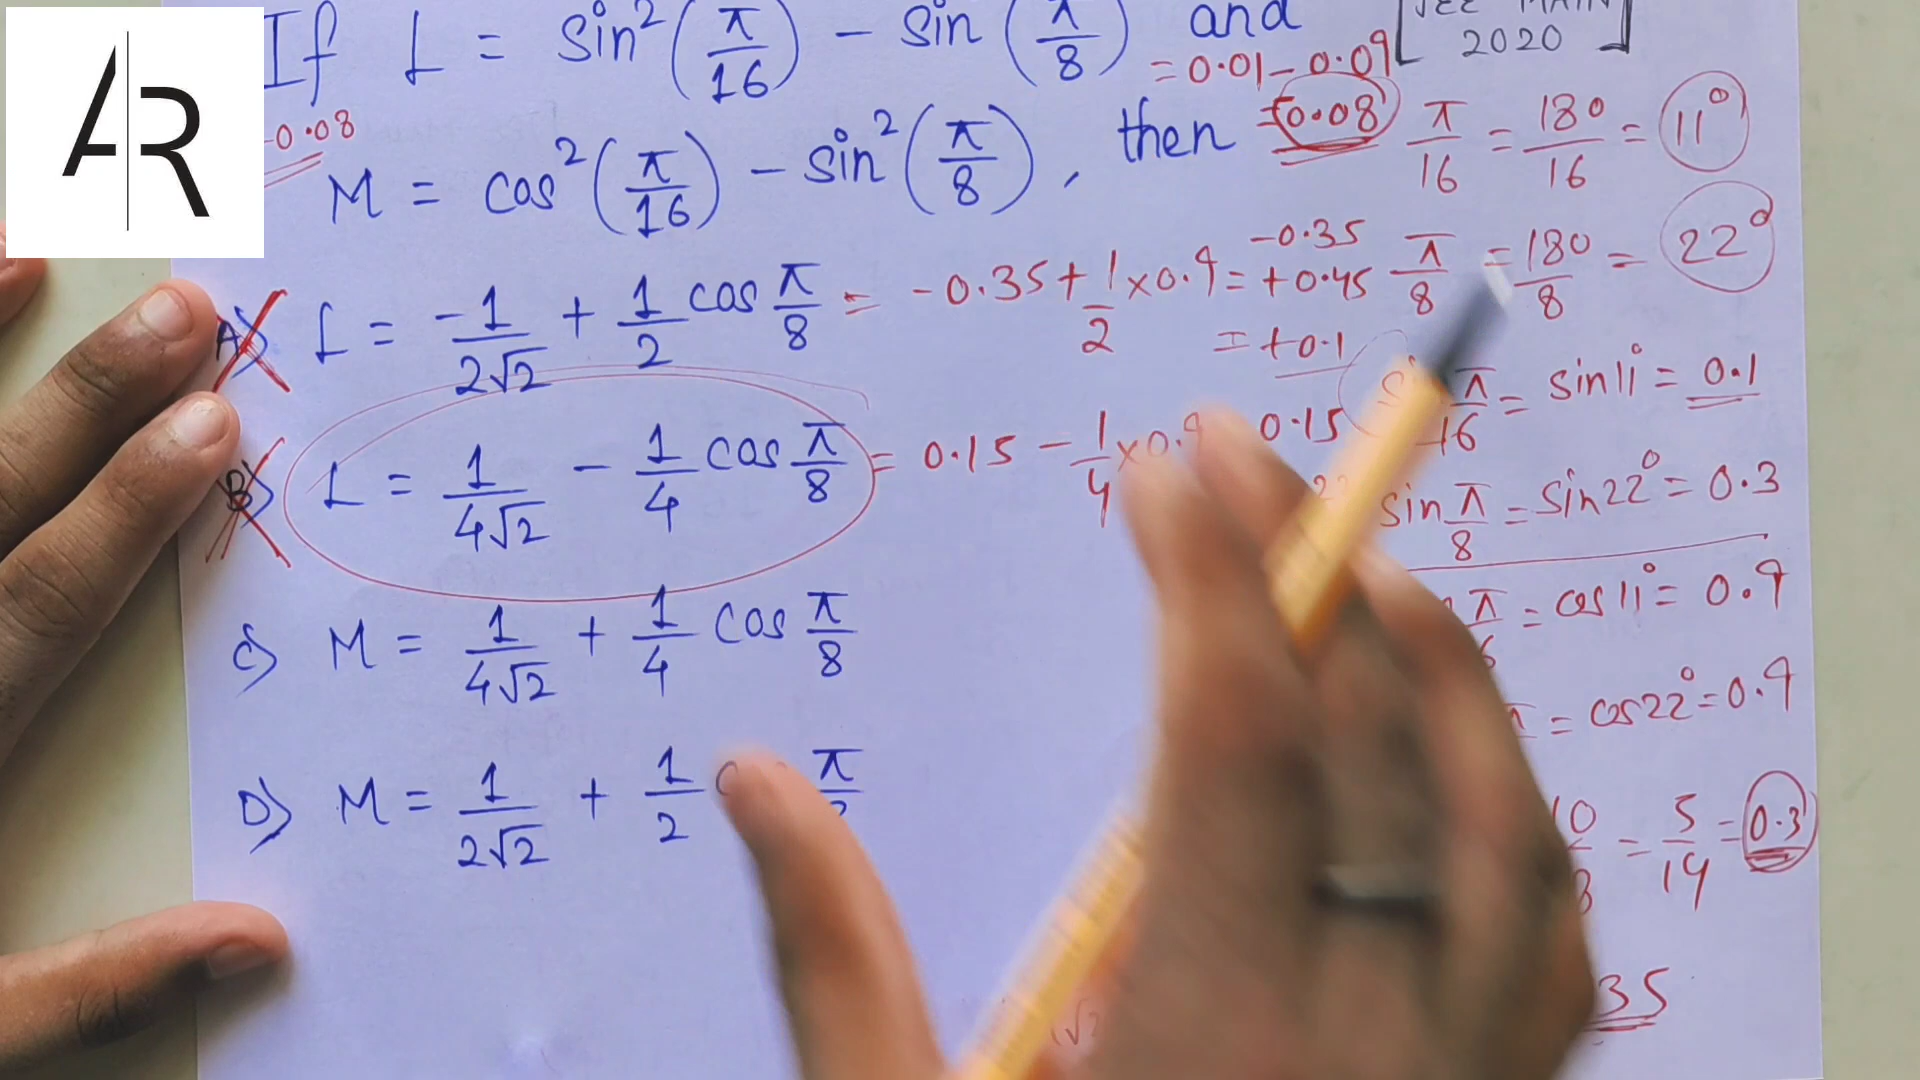 AR
If L = sin²(π/16) − sin(π/8) and
[JEE MAIN
2020]
= 0.01 − 0.09
-0.08
M = cos²(π/16) − sin²(π/8), then
=0.08
π/16 = 180/16 = 11°
π/8 = 180/8 = 22°
A) L = -1/2√2 + 1/2 cos π/8 = -0.35 + 1/2 × 0.9 = -0.35 + 0.45
= +0.1
π/16 = sin 11° = 0.1
B) L = 1/4√2 − 1/4 cos π/8 = 0.15 − 1/4 × 0.9 0.15
sin π/8 = sin 22° = 0.3
C) M = 1/4√2 + 1/4 cos π/8
= cos 11° = 0.9
= cos 22° = 0.9
D) M = 1/2√2 + 1/2 π
= 5/14 = 0.3
35